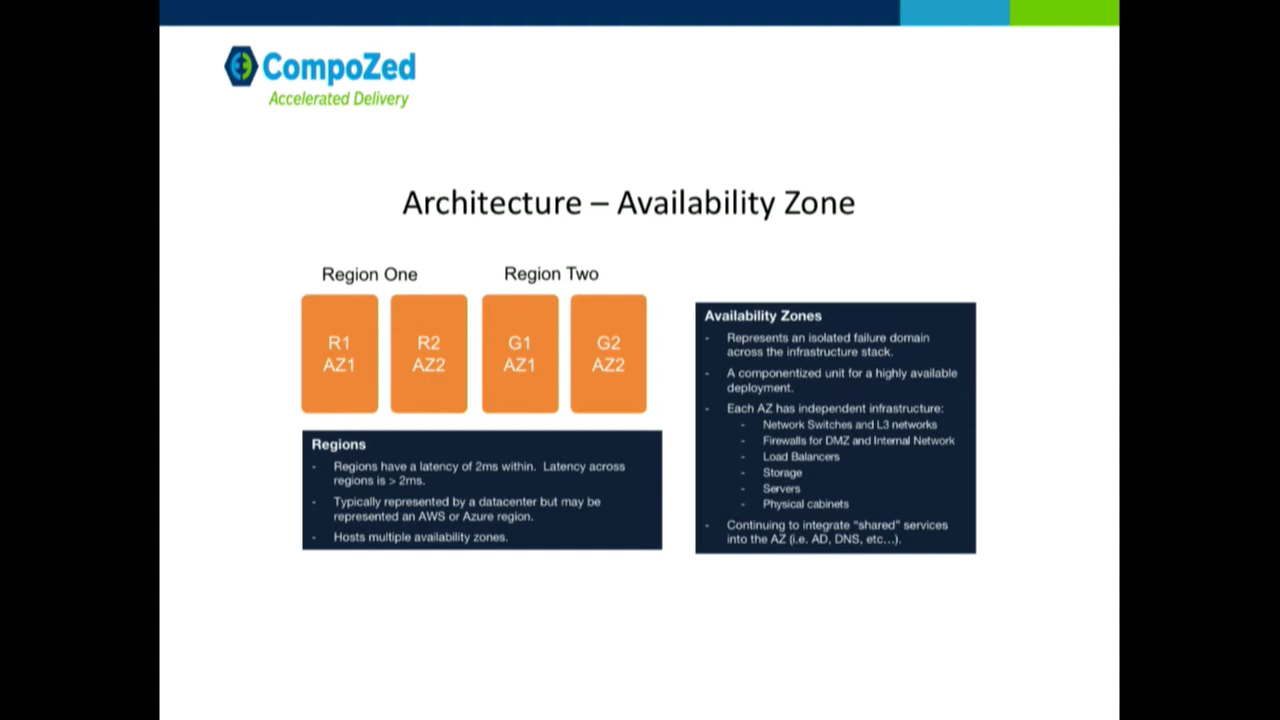 CompoZed
Accelerated Delivery
Architecture – Availability Zone
Region One
Region Two
R1
AZ1
R2
AZ2
G1
AZ1
G2
AZ2
Regions
- Regions have a latency of 2ms within. Latency across
regions is > 2ms.
- Typically represented by a datacenter but may be
represented an AWS or Azure region.
- Hosts multiple availability zones.
Availability Zones
- Represents an isolated failure domain
across the infrastructure stack.
- A componentized unit for a highly available
deployment.
- Each AZ has independent infrastructure:
- Network Switches and L3 networks
- Firewalls for DMZ and Internal Network
- Load Balancers
- Storage
- Servers
- Physical cabinets
- Continuing to integrate “shared” services
into the AZ (i.e. AD, DNS, etc…).